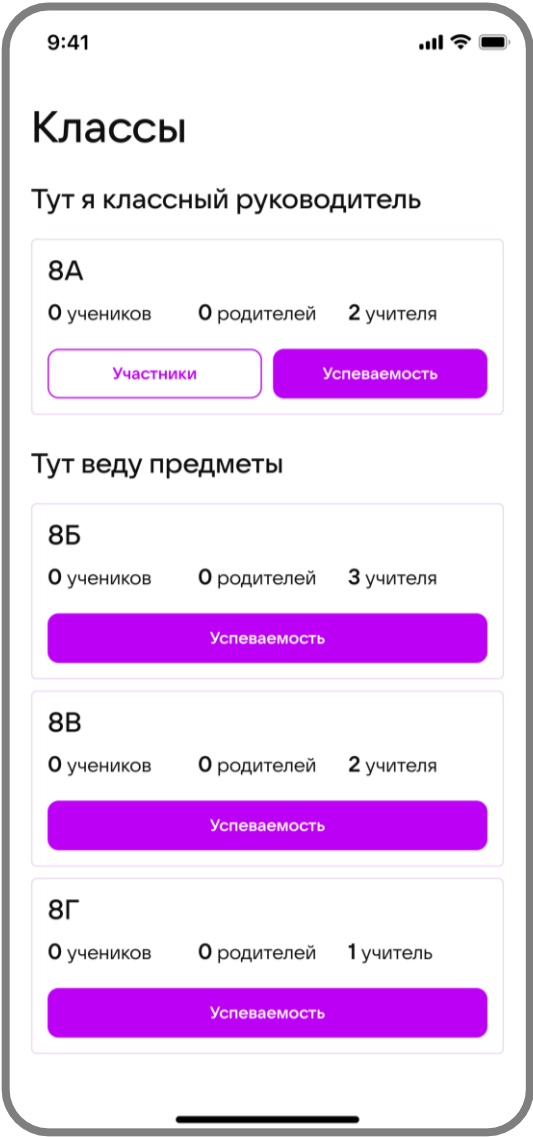 9:41
Классы
Тут я классный руководитель
8А
0 учеников 0 родителей 2 учителя
Участники Успеваемость
Тут веду предметы
8Б
0 учеников 0 родителей 3 учителя
Успеваемость
8В
0 учеников 0 родителей 2 учителя
Успеваемость
8Г
0 учеников 0 родителей 1 учитель
Успеваемость